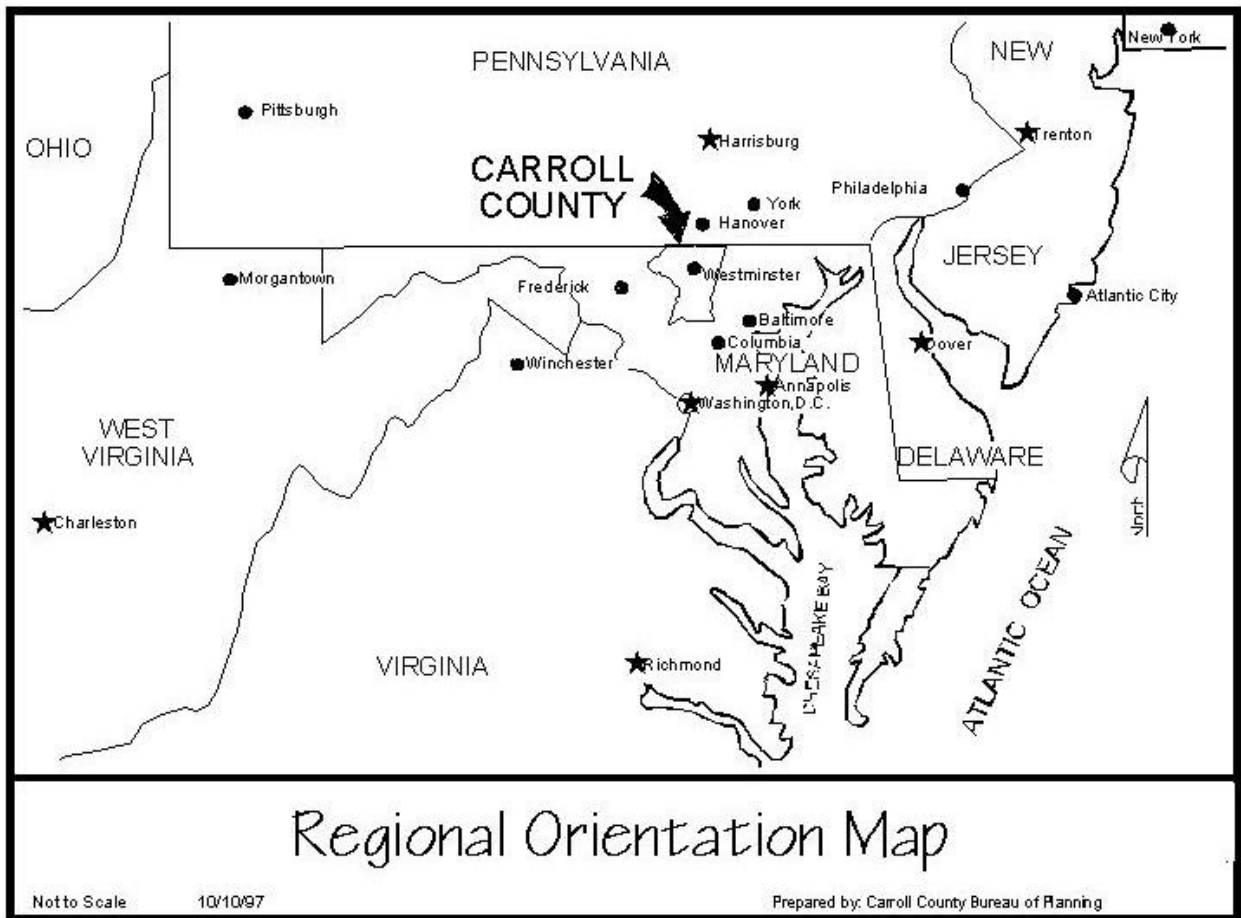 New York
NEW
PENNSYLVANIA
Pittsburgh
OHIO
Harrisburg
Trenton
CARROLL
COUNTY
Philadelphia
York
Hanover
JERSEY
Morgantown
Westminster
Frederick
Atlantic City
Baltimore
Columbia
Dover
MARYLAND
Winchester
Annapolis
Washington,D.C.
WEST
VIRGINIA
DELAWARE
North
Charleston
CHESAPEAKE BAY
ATLANTIC OCEAN
VIRGINIA
Richmond
Regional Orientation Map
Not to Scale
10/10/97
Prepared by: Carroll County Bureau of Planning